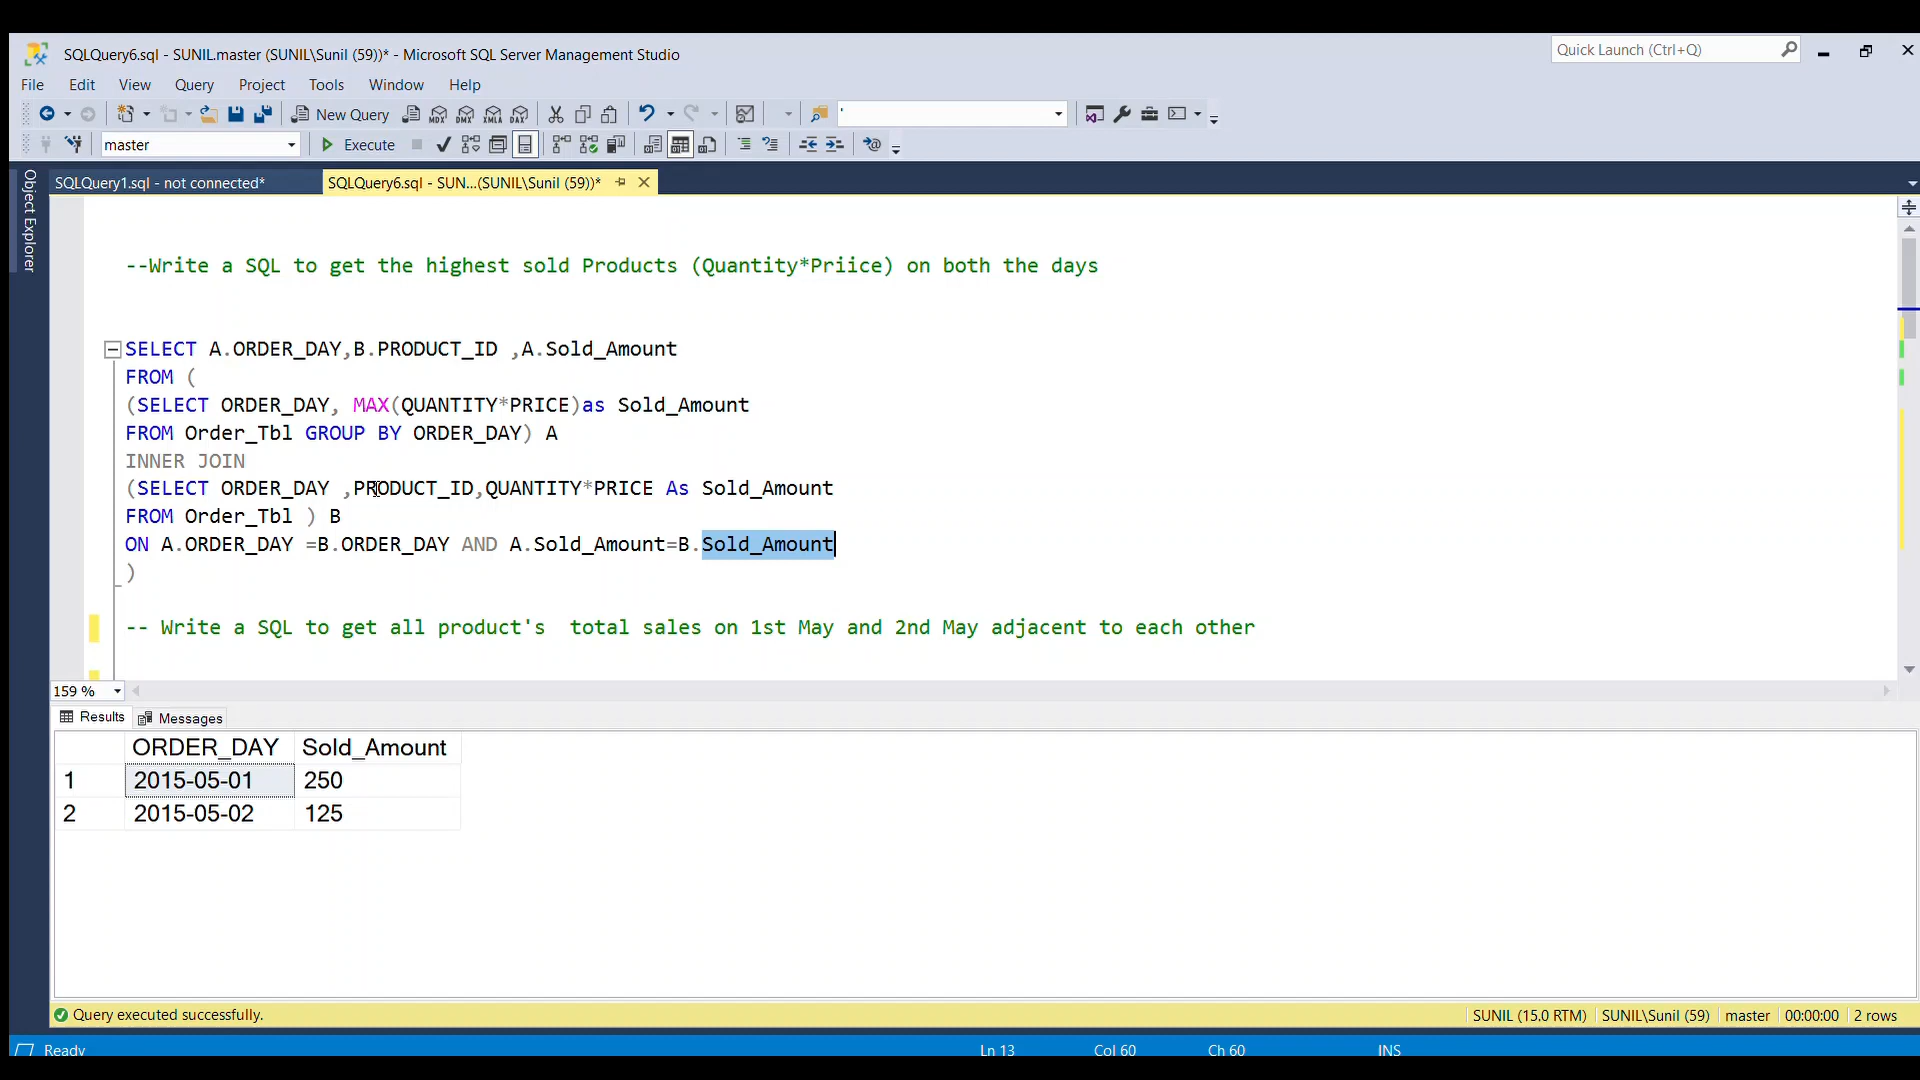 SQLQuery6.sql - SUNIL.master (SUNIL\Sunil (59))* - Microsoft SQL Server Management Studio
Quick Launch (Ctrl+Q)
File Edit View Query Project Tools Window Help
New Query MDX DMX XMLA DAX '
master Execute
Object Explorer
SQLQuery1.sql - not connected* SQLQuery6.sql - SUN...(SUNIL\Sunil (59))*
--Write a SQL to get the highest sold Products (Quantity*Priice) on both the days
SELECT A.ORDER_DAY,B.PRODUCT_ID ,A.Sold_Amount
FROM (
(SELECT ORDER_DAY, MAX(QUANTITY*PRICE)as Sold_Amount
FROM Order_Tbl GROUP BY ORDER_DAY) A
INNER JOIN
(SELECT ORDER_DAY ,PRODUCT_ID,QUANTITY*PRICE As Sold_Amount
FROM Order_Tbl ) B
ON A.ORDER_DAY =B.ORDER_DAY AND A.Sold_Amount=B.Sold_Amount
)
-- Write a SQL to get all product's  total sales on 1st May and 2nd May adjacent to each other
159 %
Results Messages
ORDER_DAY Sold_Amount
1 2015-05-01 250
2 2015-05-02 125
Query executed successfully. SUNIL (15.0 RTM) SUNIL\Sunil (59) master 00:00:00 2 rows
Ready Ln 13 Col 60 Ch 60 INS